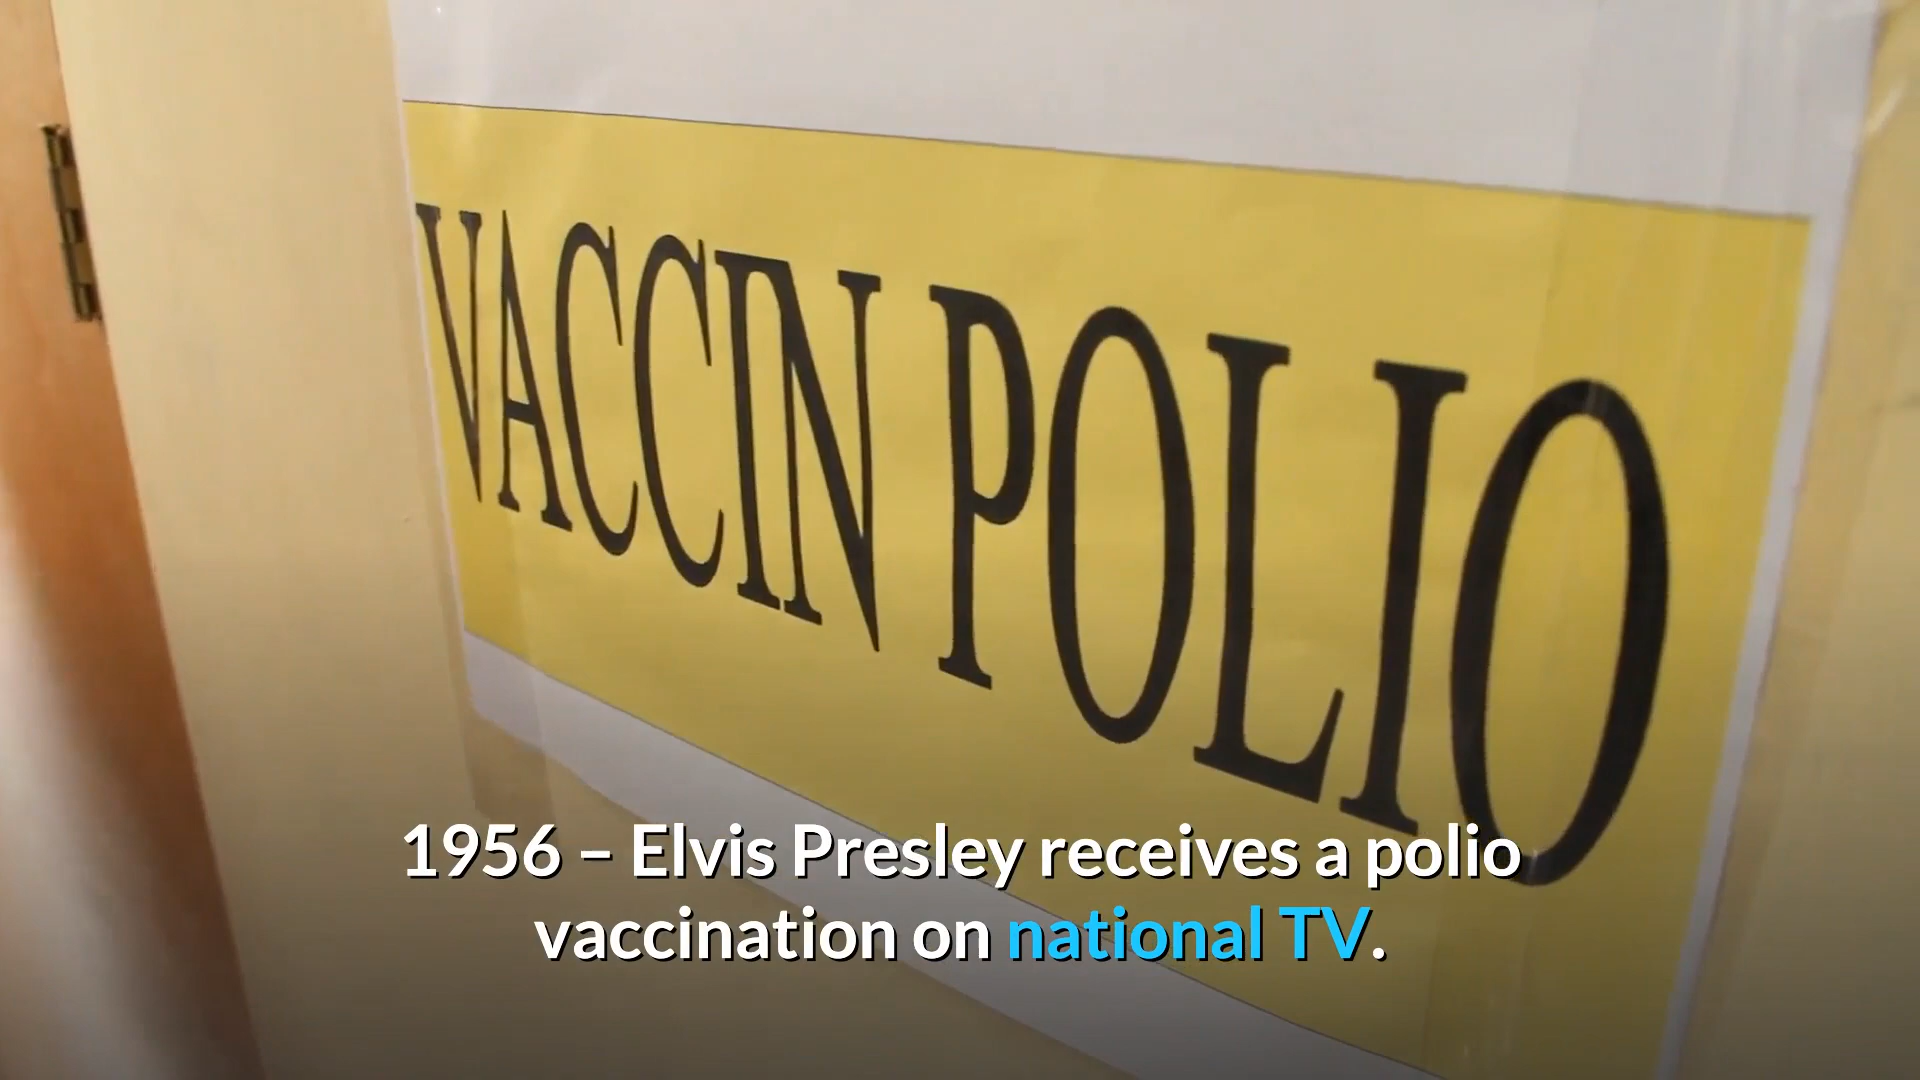 VACCIN POLIO
1956 – Elvis Presley receives a polio
vaccination on national TV.